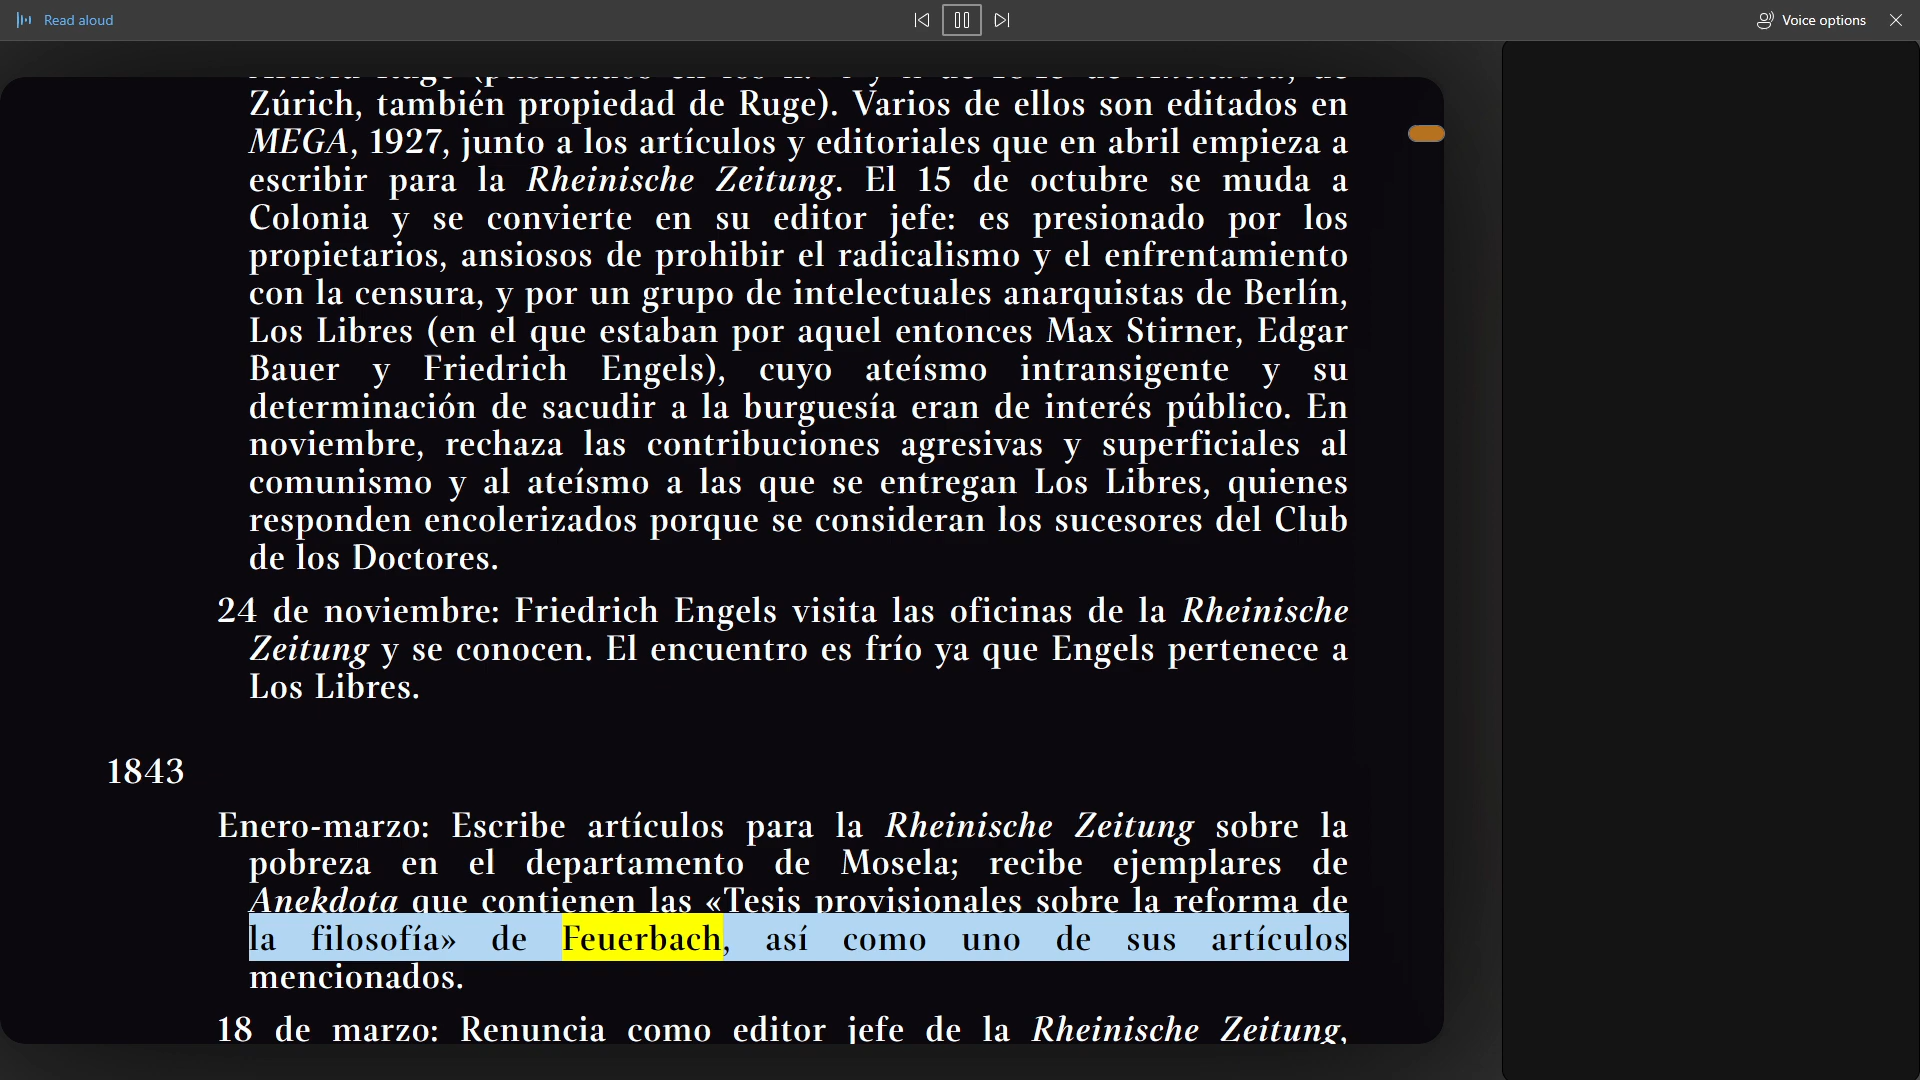 Read aloud
Voice options
Zúrich, también propiedad de Ruge). Varios de ellos son editados en
MEGA, 1927, junto a los artículos y editoriales que en abril empieza a
escribir para la Rheinische Zeitung. El 15 de octubre se muda a
Colonia y se convierte en su editor jefe: es presionado por los
propietarios, ansiosos de prohibir el radicalismo y el enfrentamiento
con la censura, y por un grupo de intelectuales anarquistas de Berlín,
Los Libres (en el que estaban por aquel entonces Max Stirner, Edgar
Bauer y Friedrich Engels), cuyo ateísmo intransigente y su
determinación de sacudir a la burguesía eran de interés público. En
noviembre, rechaza las contribuciones agresivas y superficiales al
comunismo y al ateísmo a las que se entregan Los Libres, quienes
responden encolerizados porque se consideran los sucesores del Club
de los Doctores.
24 de noviembre: Friedrich Engels visita las oficinas de la Rheinische
Zeitung y se conocen. El encuentro es frío ya que Engels pertenece a
Los Libres.
1843
Enero-marzo: Escribe artículos para la Rheinische Zeitung sobre la
pobreza en el departamento de Mosela; recibe ejemplares de
Anekdota que contienen las «Tesis provisionales sobre la reforma de
la filosofía» de Feuerbach, así como uno de sus artículos
mencionados.
18 de marzo: Renuncia como editor jefe de la Rheinische Zeitung,